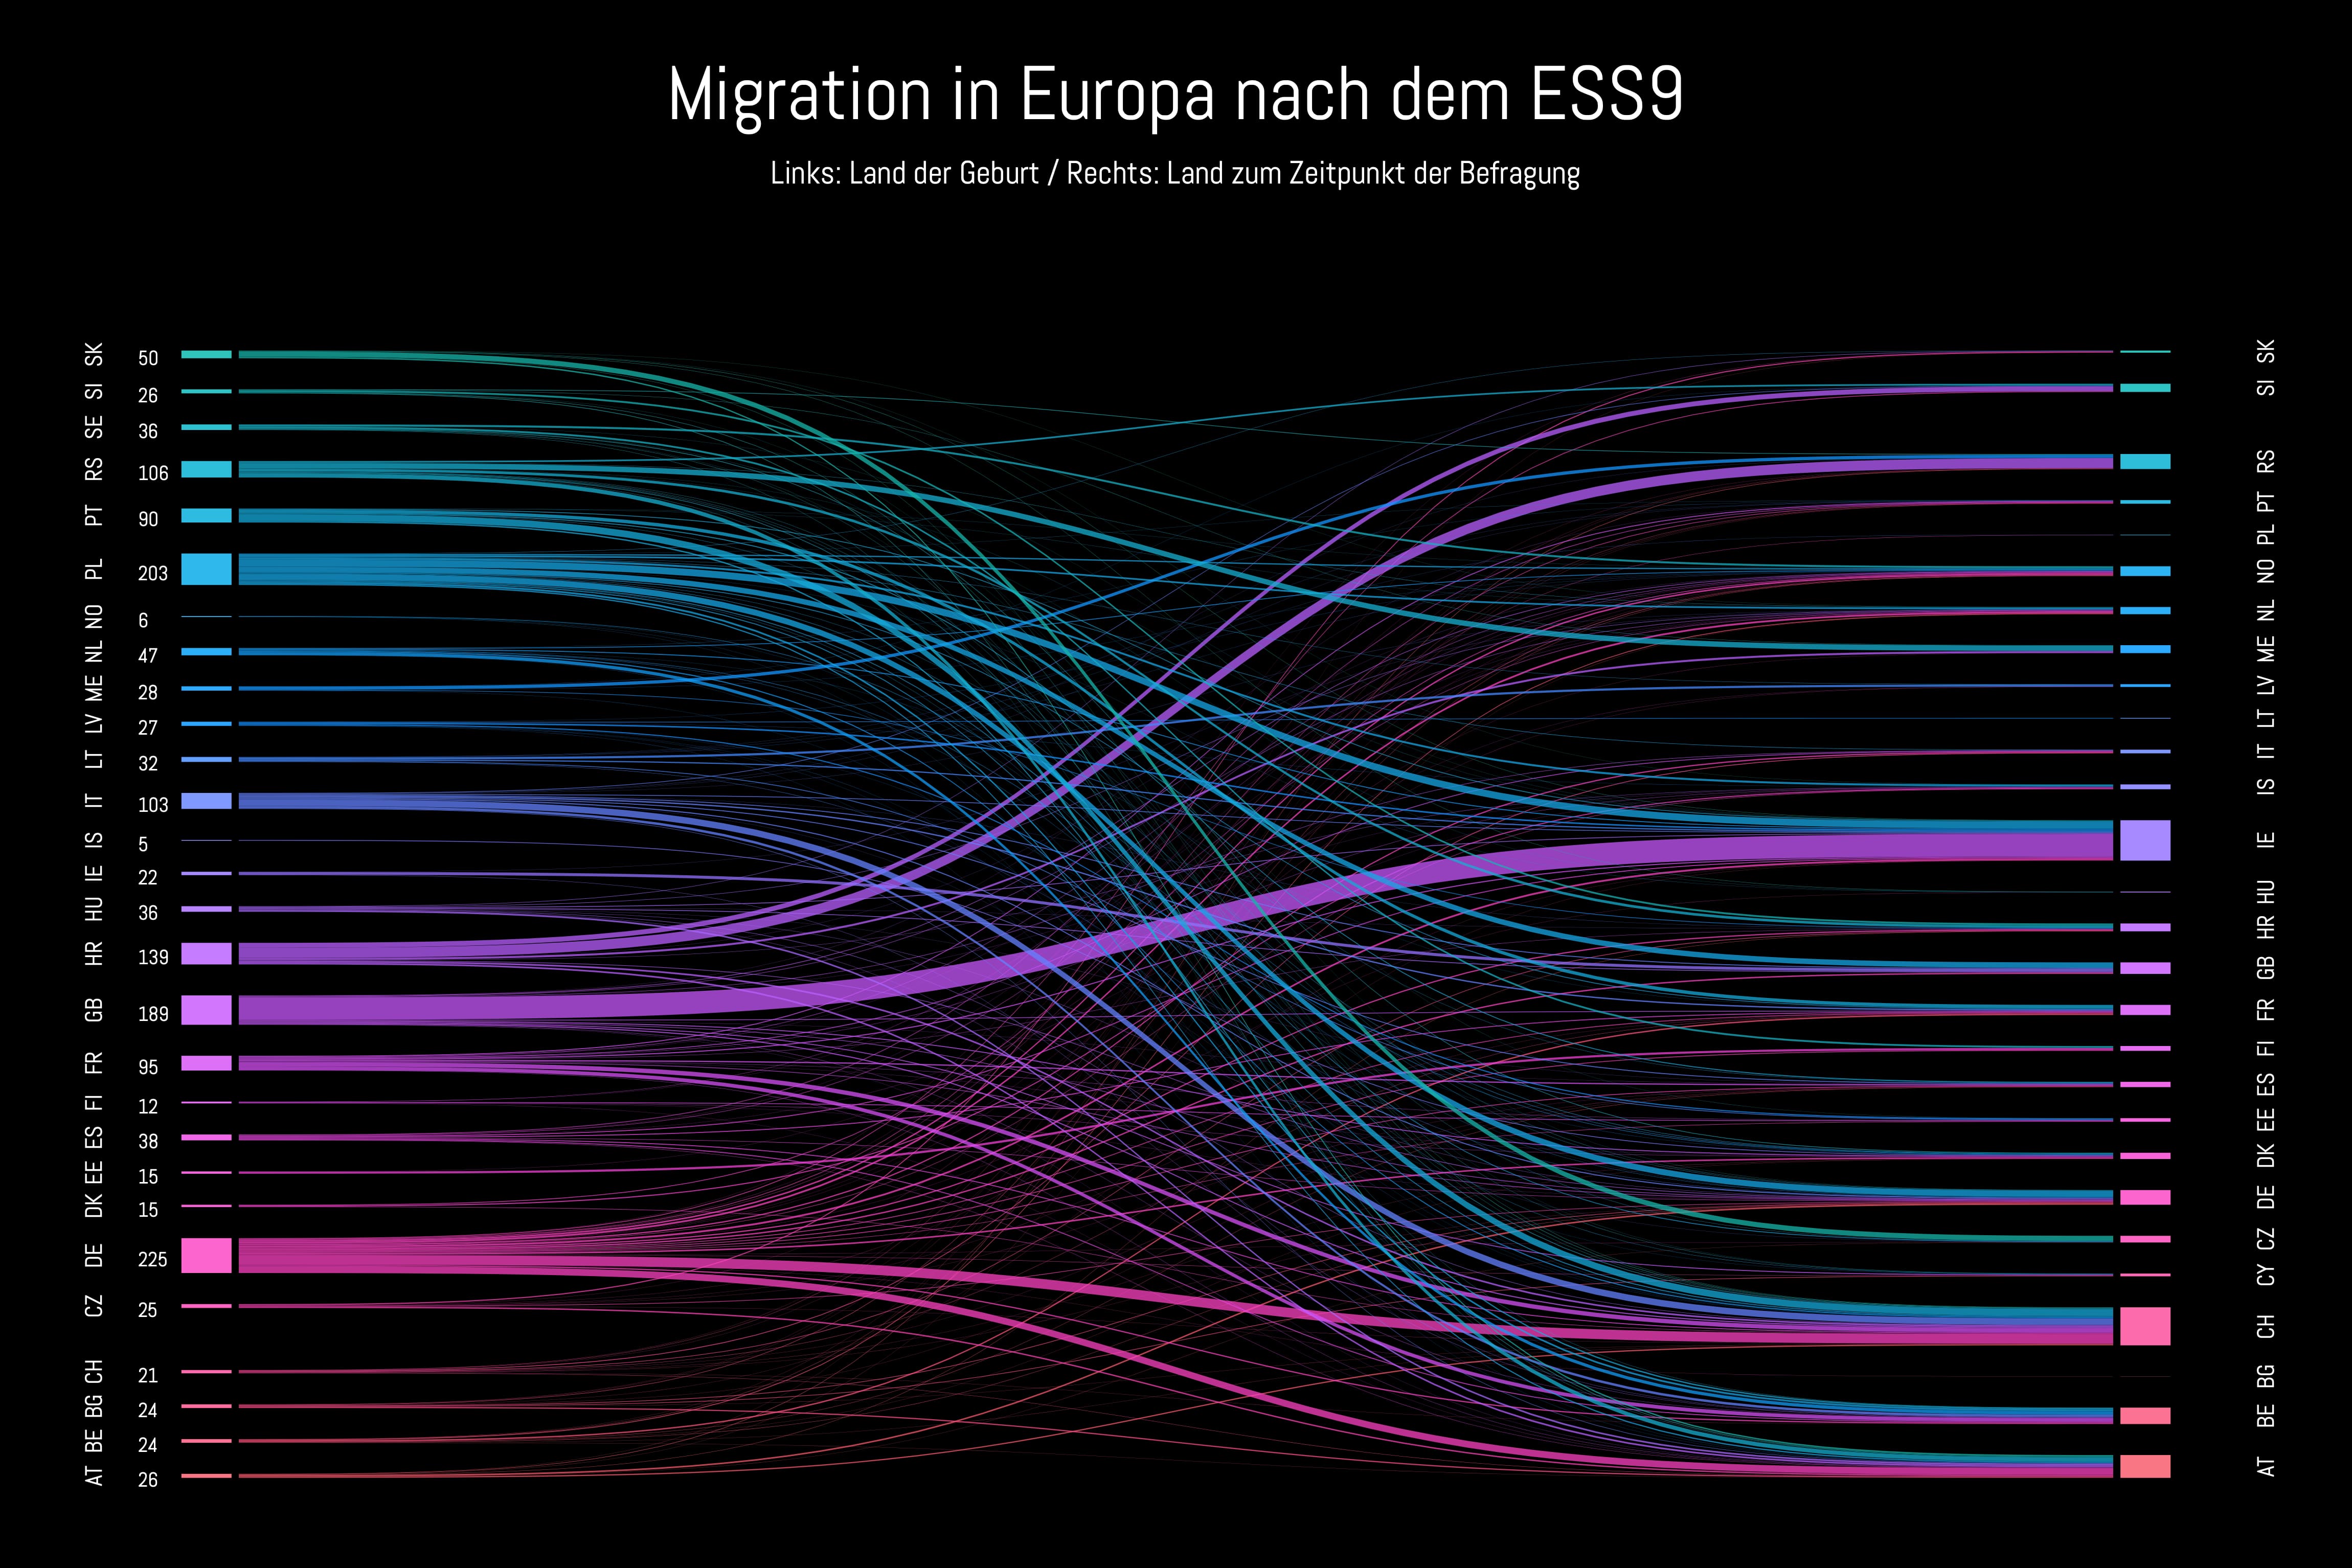 Migration in Europa nach dem ESS9
Links: Land der Geburt / Rechts: Land zum Zeitpunkt der Befragung
SK 50 SK
SI 26 SI
SE 36
RS 106 RS
PT 90 PT
PL 203 PL
NO 6 NO
NL 47 NL
ME 28 ME
LV 27 LV
LT 32 LT
IT 103 IT
IS 5 IS
IE 22 IE
HU 36 HU
HR 139 HR
GB 189 GB
FR 95 FR
FI 12 FI
ES 38 ES
EE 15 EE
DK 15 DK
DE 225 DE
CZ 25 CZ
CY
CH 21 CH
BG 24 BG
BE 24 BE
AT 26 AT